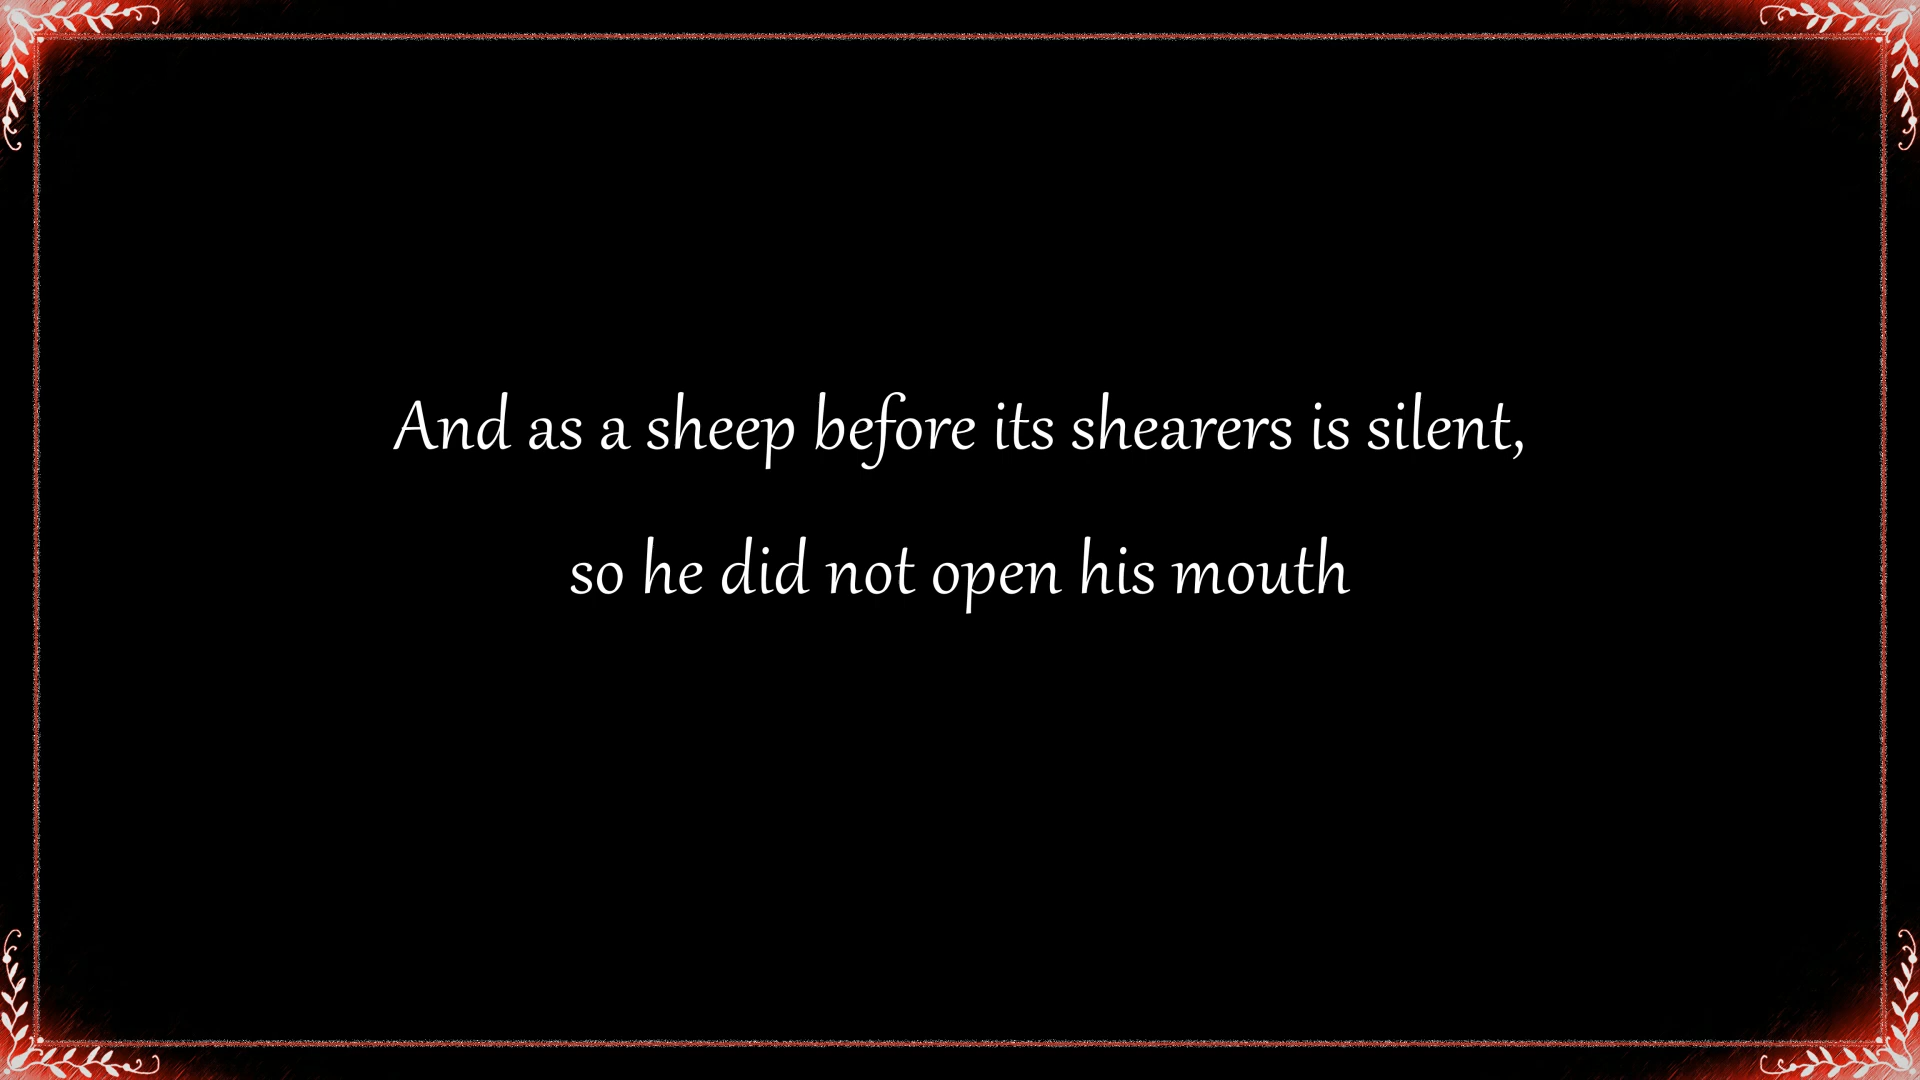 And as a sheep before its shearers is silent,
so he did not open his mouth